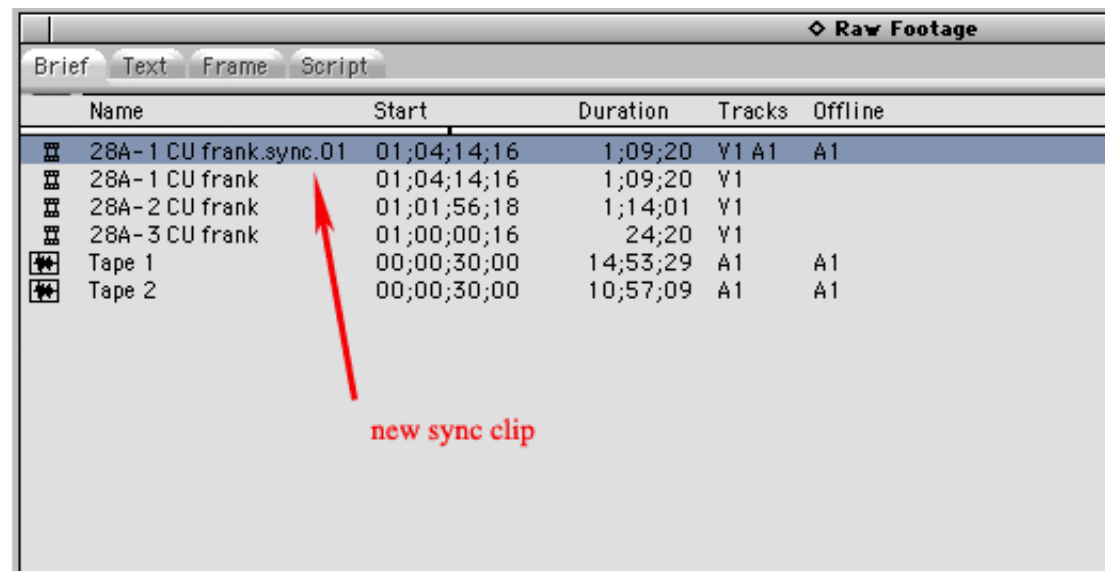 ◇ Raw Footage
Brief Text Frame Script
Name Start Duration Tracks Offline
28A-1 CU frank.sync.01 01;04;14;16 1;09;20 V1 A1 A1
28A-1 CU frank 01;04;14;16 1;09;20 V1
28A-2 CU frank 01;01;56;18 1;14;01 V1
28A-3 CU frank 01;00;00;16 24;20 V1
Tape 1 00;00;30;00 14;53;29 A1 A1
Tape 2 00;00;30;00 10;57;09 A1 A1
new sync clip